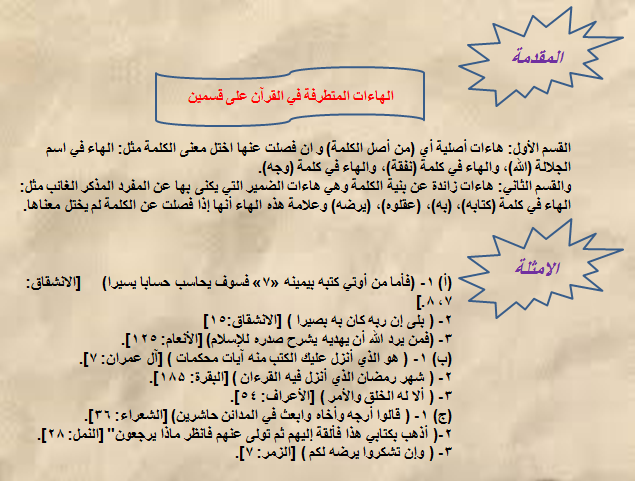 المقدمة
الهاءات المتطرفة في القرآن على قسمين
القسم الأول: هاءات أصلية أي (من أصل الكلمة) و ان فصلت عنها اختل معنى الكلمة مثل: الهاء في اسم
الجلالة (الله)، والهاء في كلمة (نفقة)، والهاء في كلمة (وجه).
والقسم الثاني: هاءات زائدة عن بنية الكلمة وهي هاءات الضمير التي يكنى بها عن المفرد المذكر الغائب مثل:
الهاء في كلمة (كتابه)، (به)، (عقلوه)، (يرضه) وعلامة هذه الهاء أنها إذا فصلت عن الكلمة لم يختل معناها.
الامثلة
(أ) ١- (فأما من أوتي كتبه بيمينه «٧» فسوف يحاسب حسابا يسيرا) [الانشقاق:
٧، ٨.]
٢- ( بلى إن ربه كان به بصيرا ) [الانشقاق:١٥]
٣- (فمن يرد الله أن يهديه يشرح صدره للإسلام) [الأنعام: ١٢٥].
(ب) ١- ( هو الذي أنزل عليك الكتب منه آيات محكمات ) [آل عمران: ٧].
٢- ( شهر رمضان الذي أنزل فيه القرءان ) [البقرة: ١٨٥].
٣- ( ألا له الخلق والأمر ) [الأعراف: ٥٤].
(ج) ١- ( قالوا أرجه وأخاه وابعث في المدائن حاشرين) [الشعراء: ٣٦].
٢-( أذهب بكتابي هذا فألقة إليهم ثم تولى عنهم فانظر ماذا يرجعون" [النمل: ٢٨].
٣- ( وإن تشكروا يرضه لكم ) [الزمر: ٧].